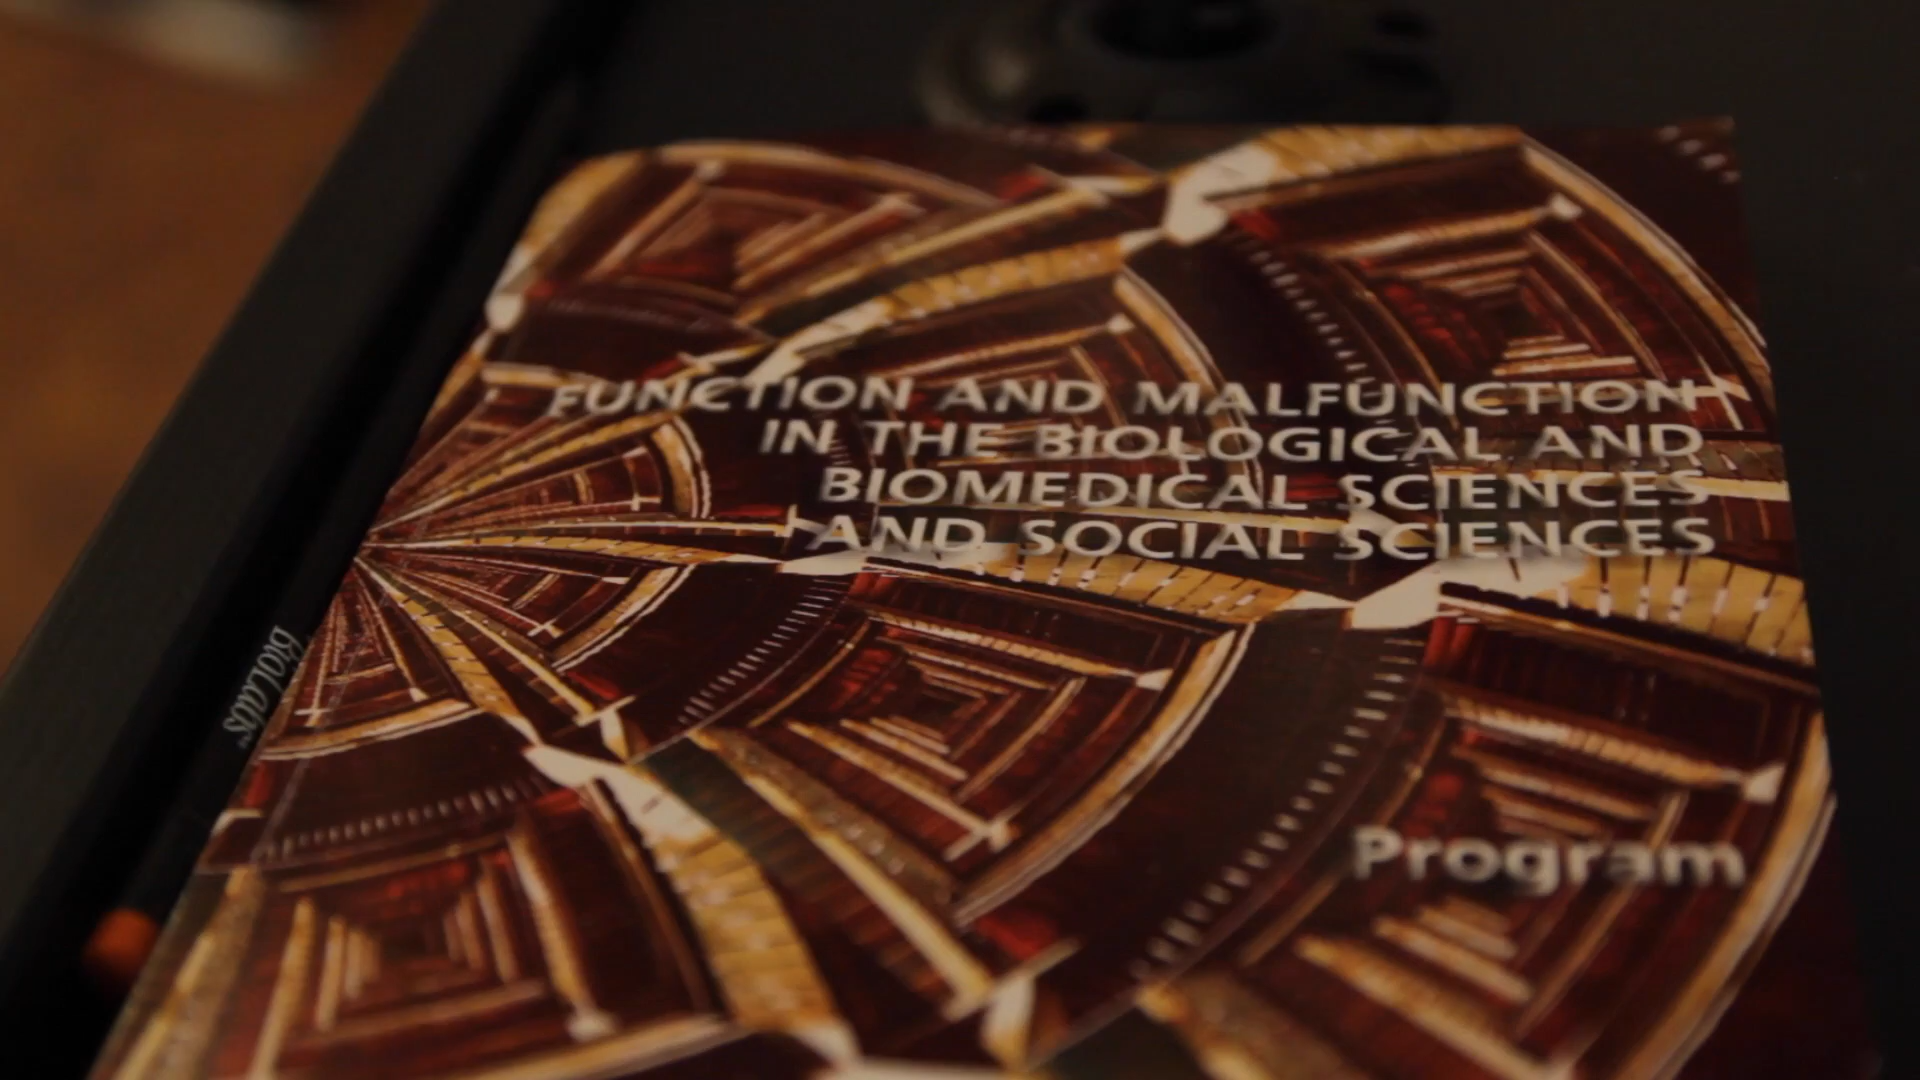 FUNCTION AND MALFUNCTION
IN THE BIOLOGICAL AND
BIOMEDICAL SCIENCES
AND SOCIAL SCIENCES
Program
BioLabs